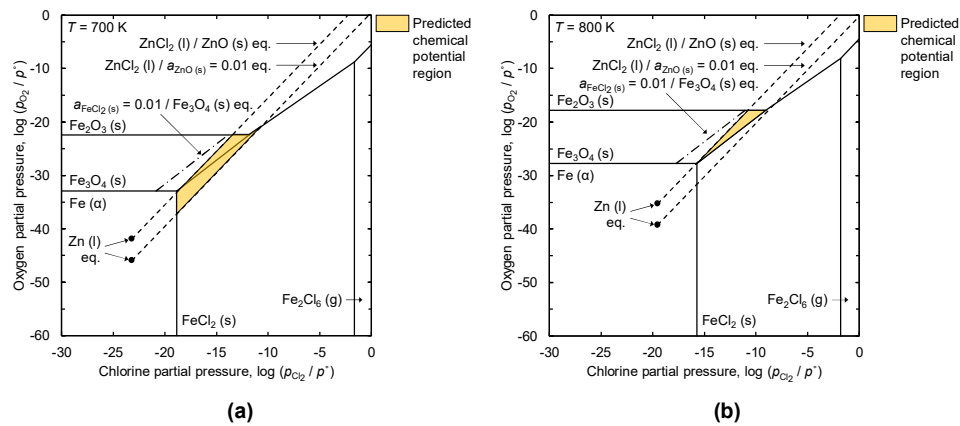 T = 700 K
ZnCl2 (l) / ZnO (s) eq.
ZnCl2 (l) / aZnO (s) = 0.01 eq.
aFeCl2 (s) = 0.01 / Fe3O4 (s) eq.
Fe2O3 (s)
Fe3O4 (s)
Fe (α)
Zn (l)
eq.
Fe2Cl6 (g)
FeCl2 (s)
0
-10
-20
-30
-40
-50
-60
-30
-25
-20
-15
-10
-5
0
Oxygen partial pressure, log (pO2 / p°)
Chlorine partial pressure, log (pCl2 / p°)
Predicted
chemical
potential
region
(a)
T = 800 K
ZnCl2 (l) / ZnO (s) eq.
ZnCl2 (l) / aZnO (s) = 0.01 eq.
aFeCl2 (s) = 0.01 / Fe3O4 (s) eq.
Fe2O3 (s)
Fe3O4 (s)
Fe (α)
Zn (l)
eq.
Fe2Cl6 (g)
FeCl2 (s)
0
-10
-20
-30
-40
-50
-60
-30
-25
-20
-15
-10
-5
0
Oxygen partial pressure, log (pO2 / p°)
Chlorine partial pressure, log (pCl2 / p°)
Predicted
chemical
potential
region
(b)